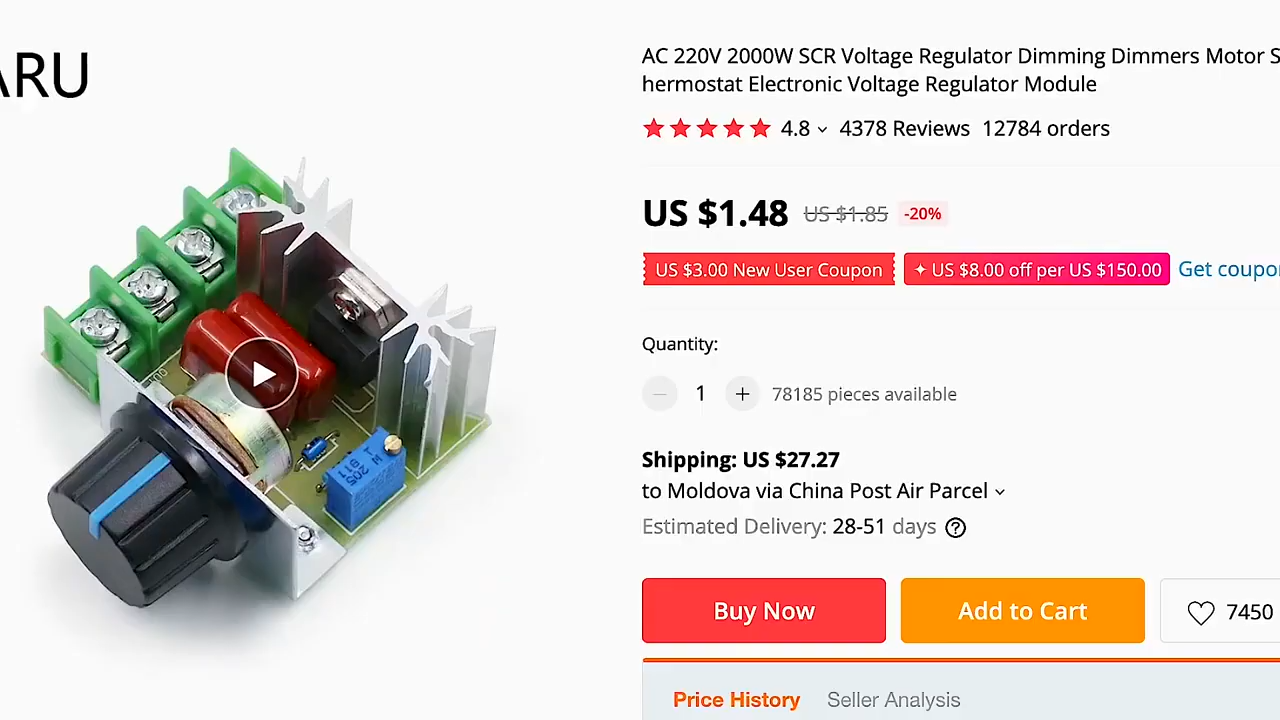 ARU
AC 220V 2000W SCR Voltage Regulator Dimming Dimmers Motor S
hermostat Electronic Voltage Regulator Module
4.8 4378 Reviews 12784 orders
US $1.48 US $1.85 -20%
US $3.00 New User Coupon US $8.00 off per US $150.00 Get coupo
Quantity:
1 78185 pieces available
Shipping: US $27.27
to Moldova via China Post Air Parcel
Estimated Delivery: 28-51 days
Buy Now Add to Cart 7450
Price History Seller Analysis